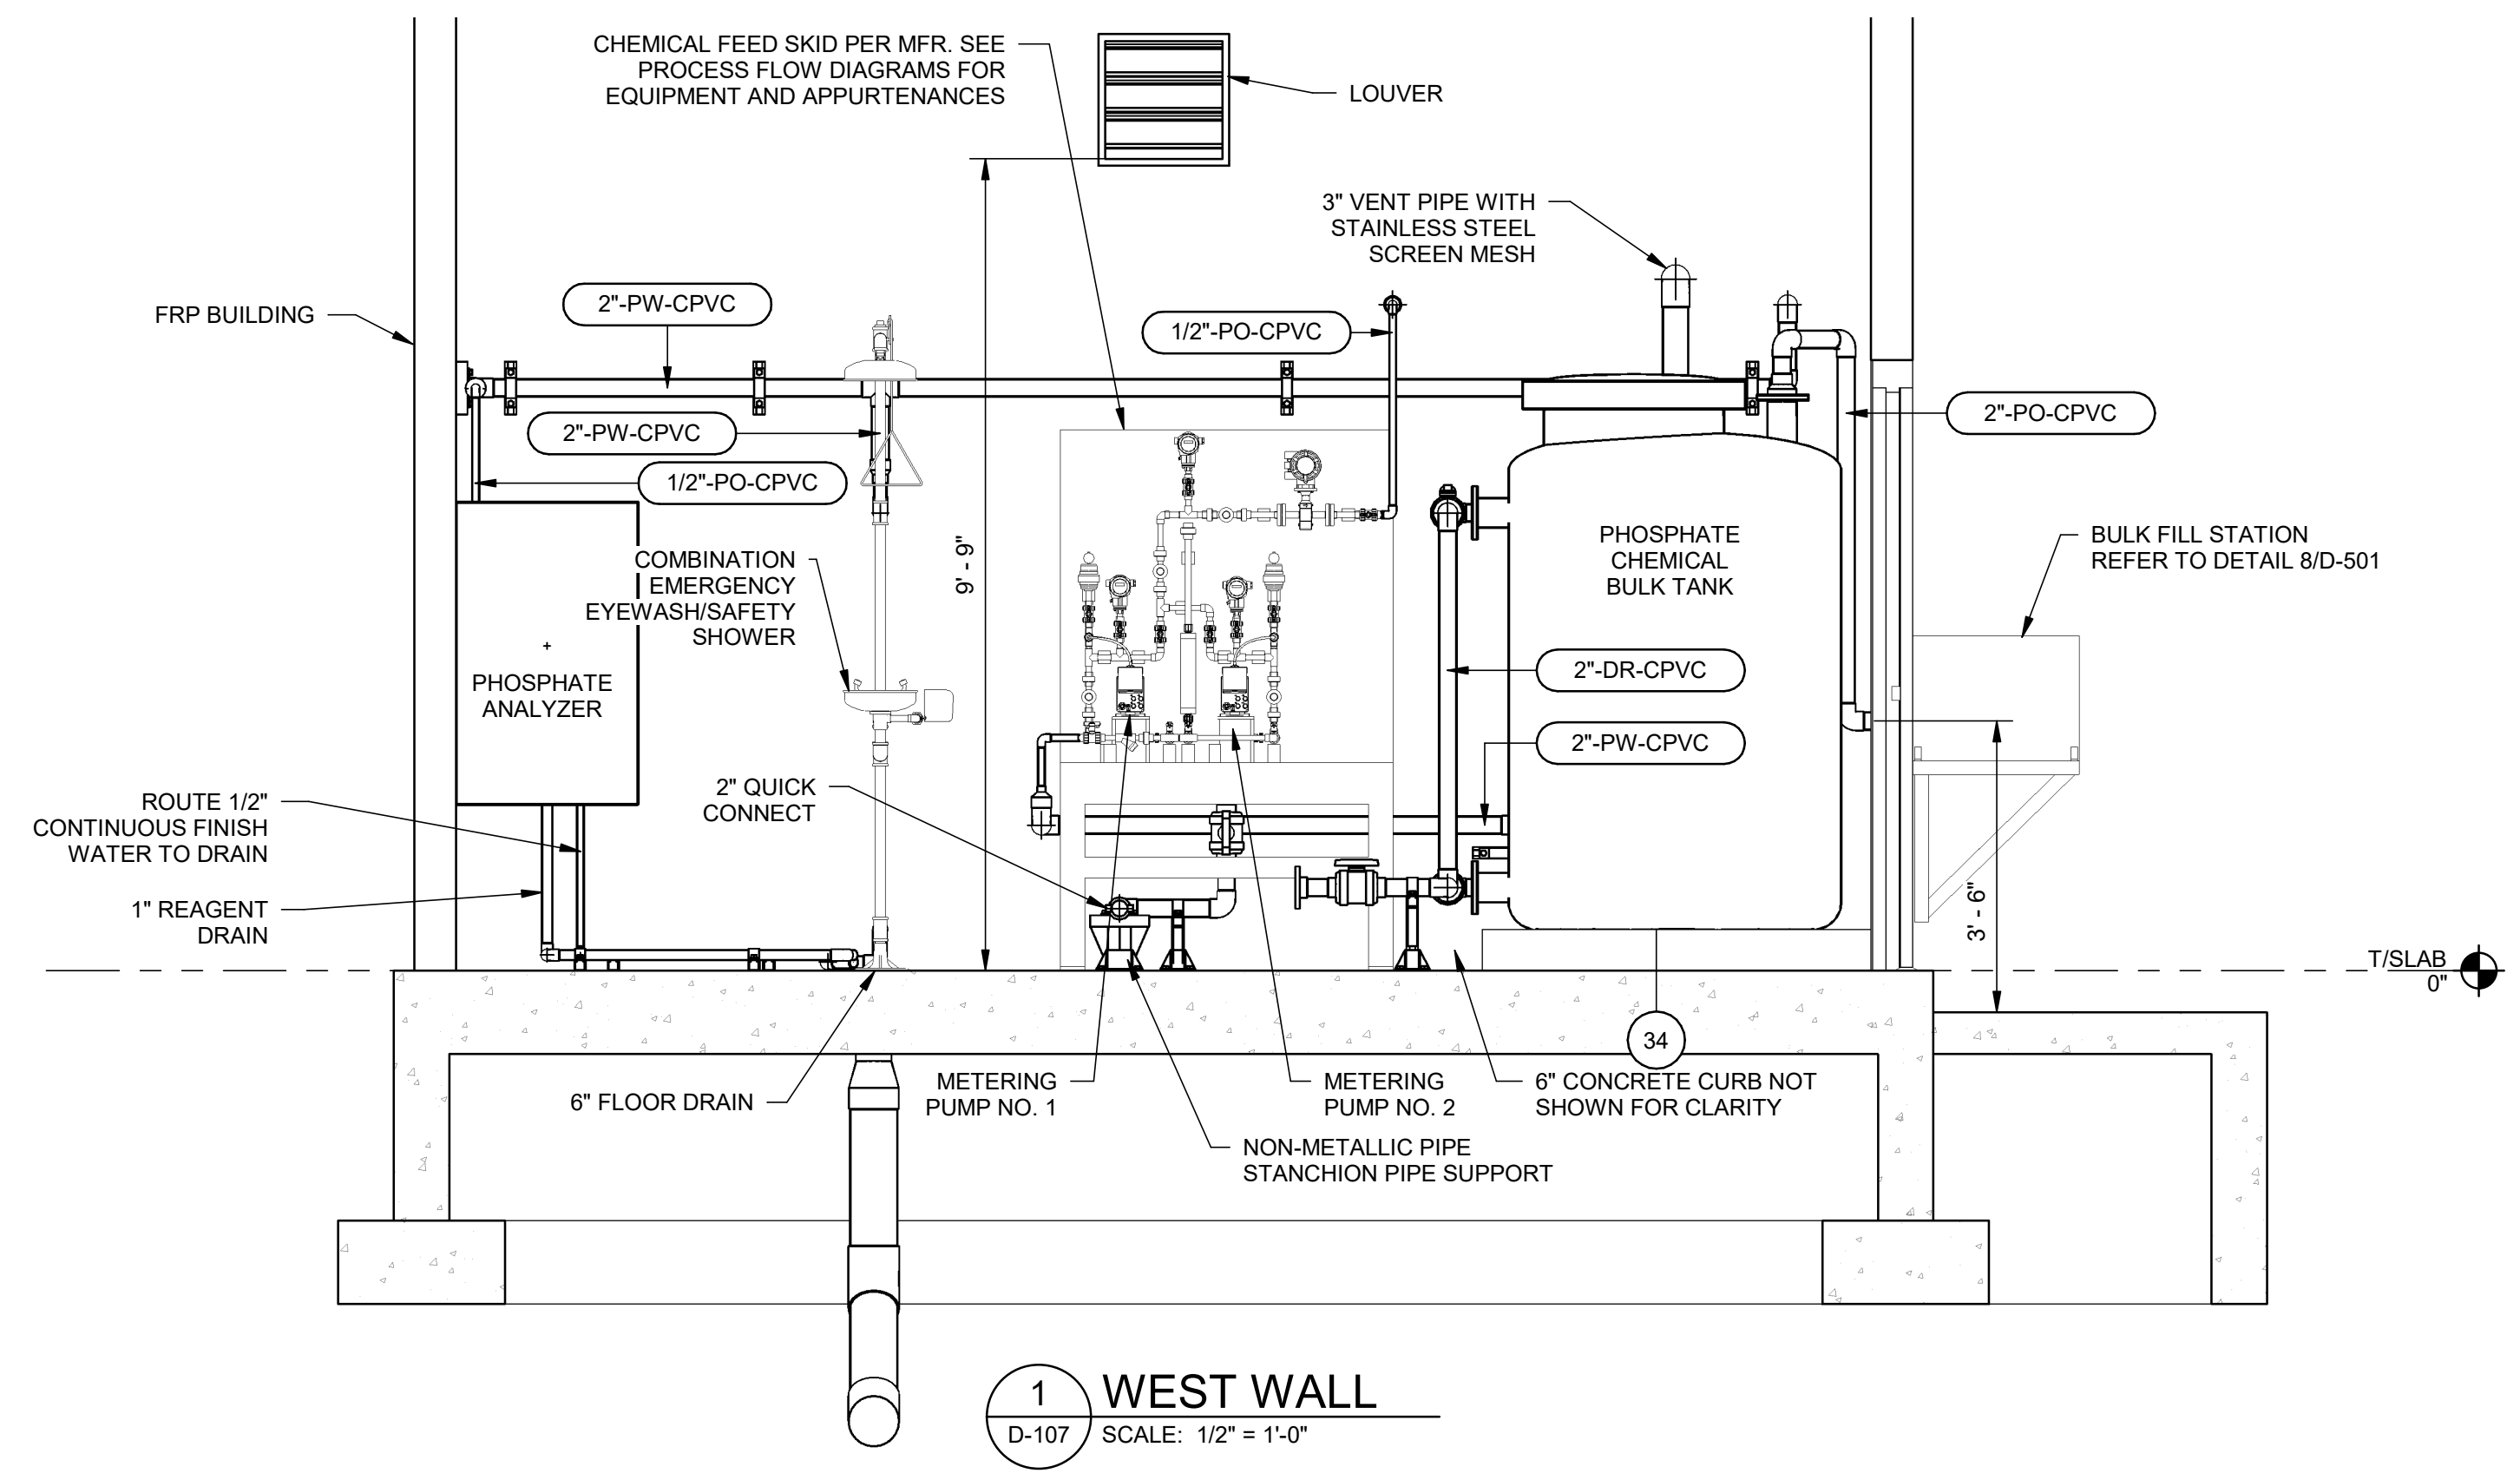 CHEMICAL FEED SKID PER MFR. SEE
PROCESS FLOW DIAGRAMS FOR
EQUIPMENT AND APPURTENANCES
LOUVER
3" VENT PIPE WITH
STAINLESS STEEL
SCREEN MESH
FRP BUILDING
2"-PW-CPVC
1/2"-PO-CPVC
2"-PW-CPVC
2"-PO-CPVC
1/2"-PO-CPVC
COMBINATION
EMERGENCY
EYEWASH/SAFETY
SHOWER
9' - 9"
PHOSPHATE
CHEMICAL
BULK TANK
BULK FILL STATION
REFER TO DETAIL 8/D-501
PHOSPHATE
ANALYZER
2"-DR-CPVC
2"-PW-CPVC
2" QUICK
CONNECT
ROUTE 1/2"
CONTINUOUS FINISH
WATER TO DRAIN
1" REAGENT
DRAIN
3' - 6"
T/SLAB
0"
34
6" FLOOR DRAIN
METERING
PUMP NO. 1
METERING
PUMP NO. 2
6" CONCRETE CURB NOT
SHOWN FOR CLARITY
NON-METALLIC PIPE
STANCHION PIPE SUPPORT
1
D-107
WEST WALL
SCALE: 1/2" = 1'-0"